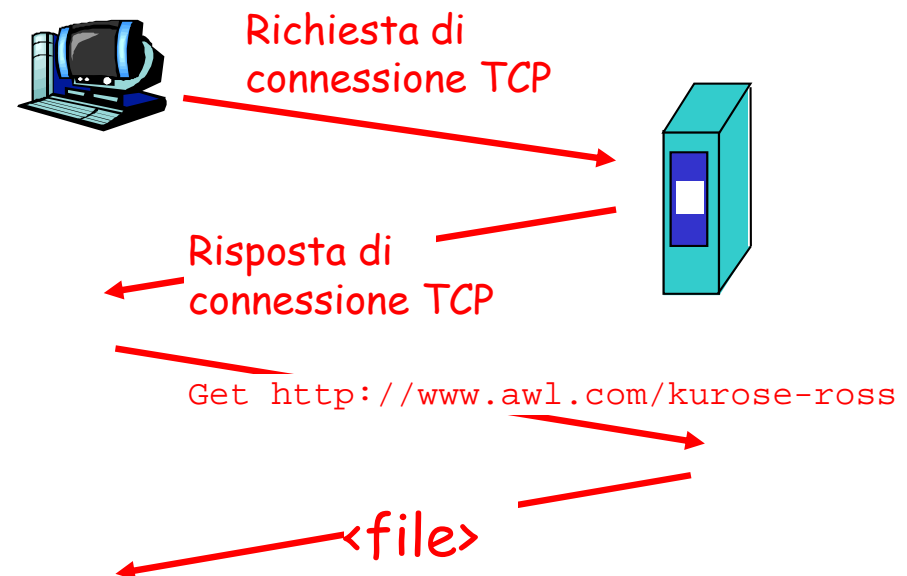 Richiesta di
connessione TCP
Risposta di
connessione TCP
Get http://www.awl.com/kurose-ross
<file>